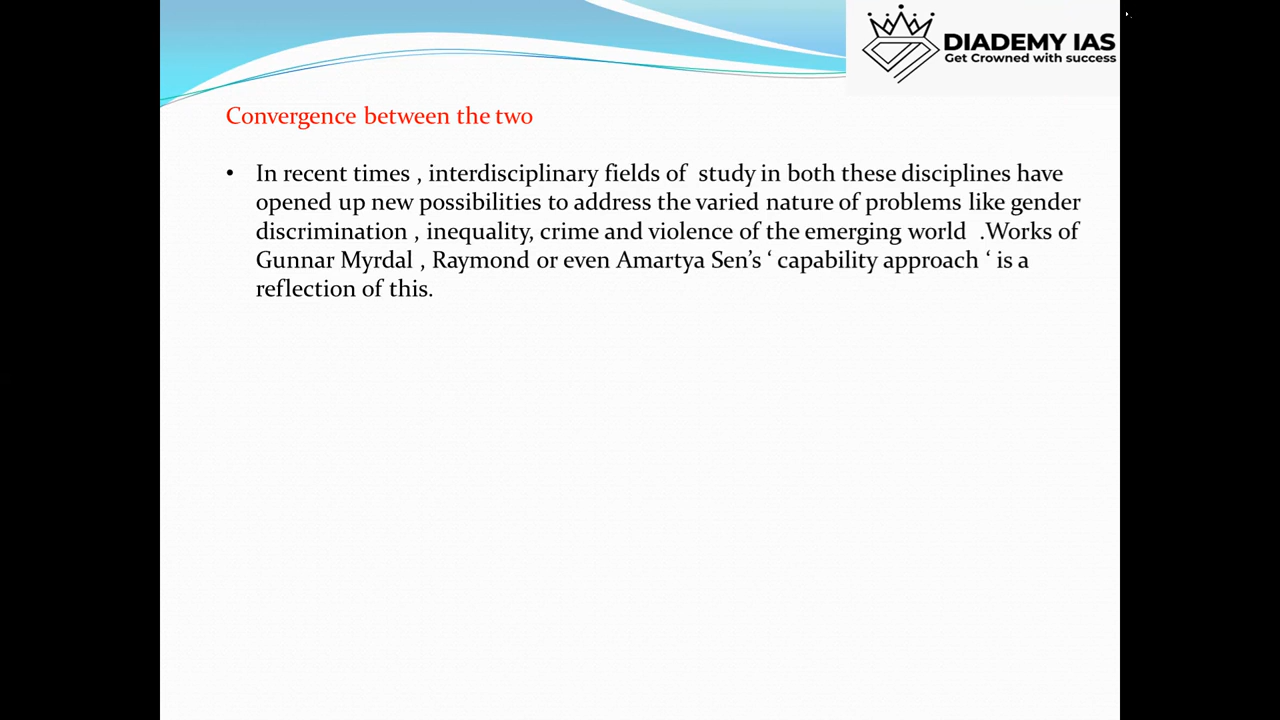 DIADEMY IAS
Get Crowned with success
Convergence between the two
• In recent times , interdisciplinary fields of study in both these disciplines have
opened up new possibilities to address the varied nature of problems like gender
discrimination , inequality, crime and violence of the emerging world .Works of
Gunnar Myrdal , Raymond or even Amartya Sen’s ‘ capability approach ‘ is a
reflection of this.